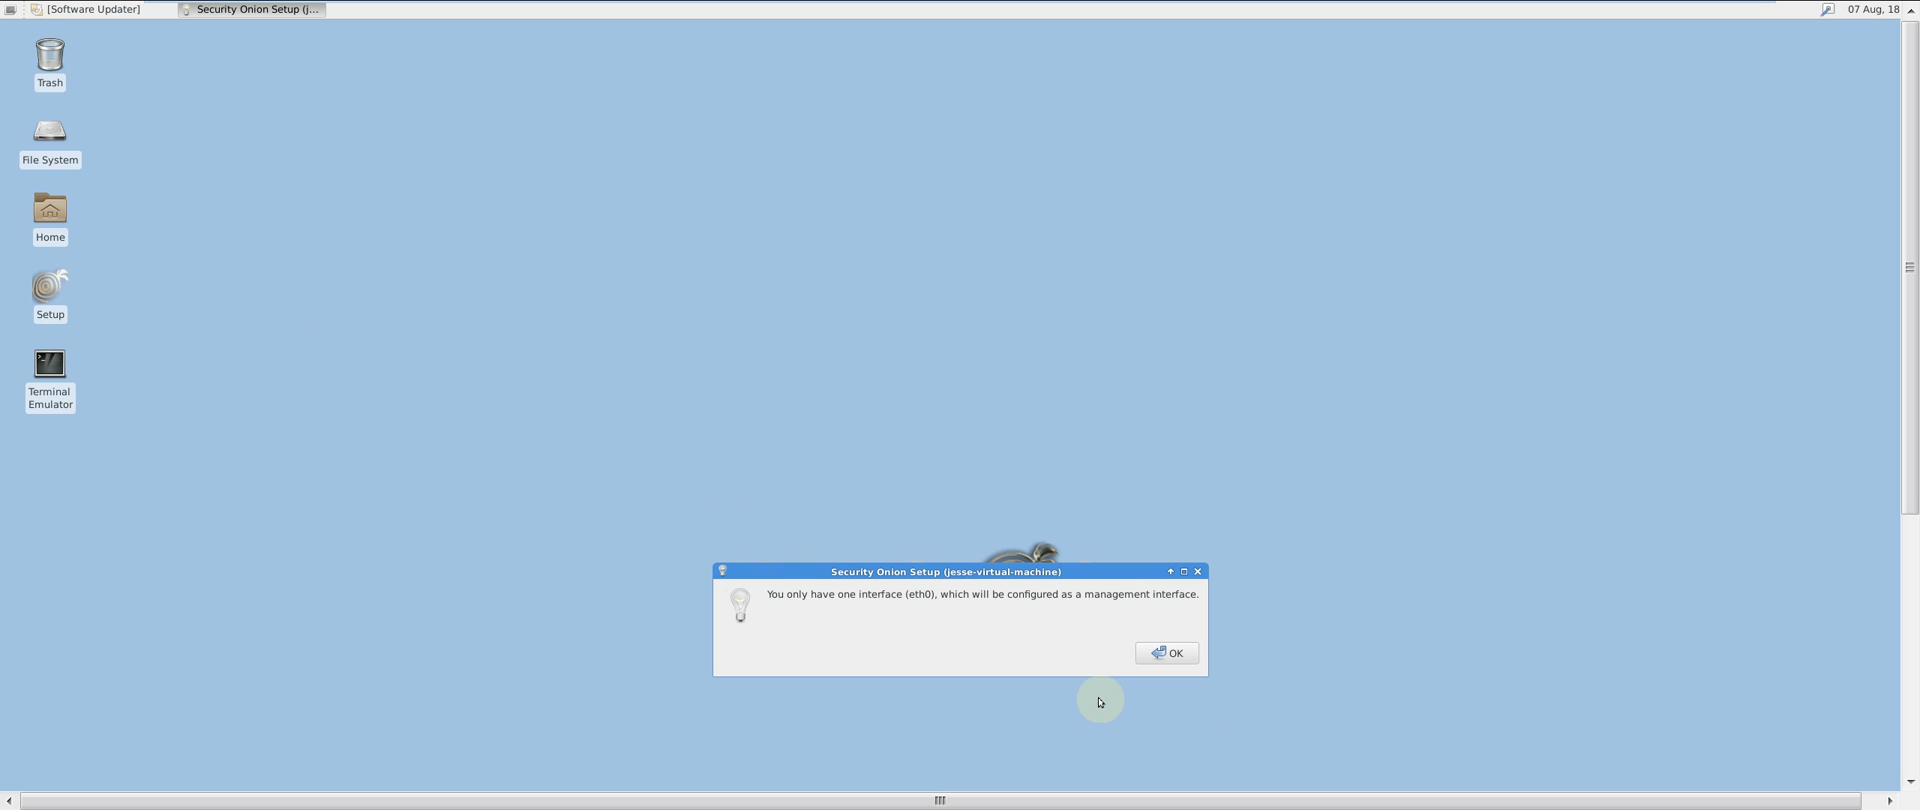 [Software Updater]
Security Onion Setup (j...
07 Aug, 18
Trash
File System
Home
Setup
Terminal
Emulator
Security Onion Setup (jesse-virtual-machine)
You only have one interface (eth0), which will be configured as a management interface.
OK